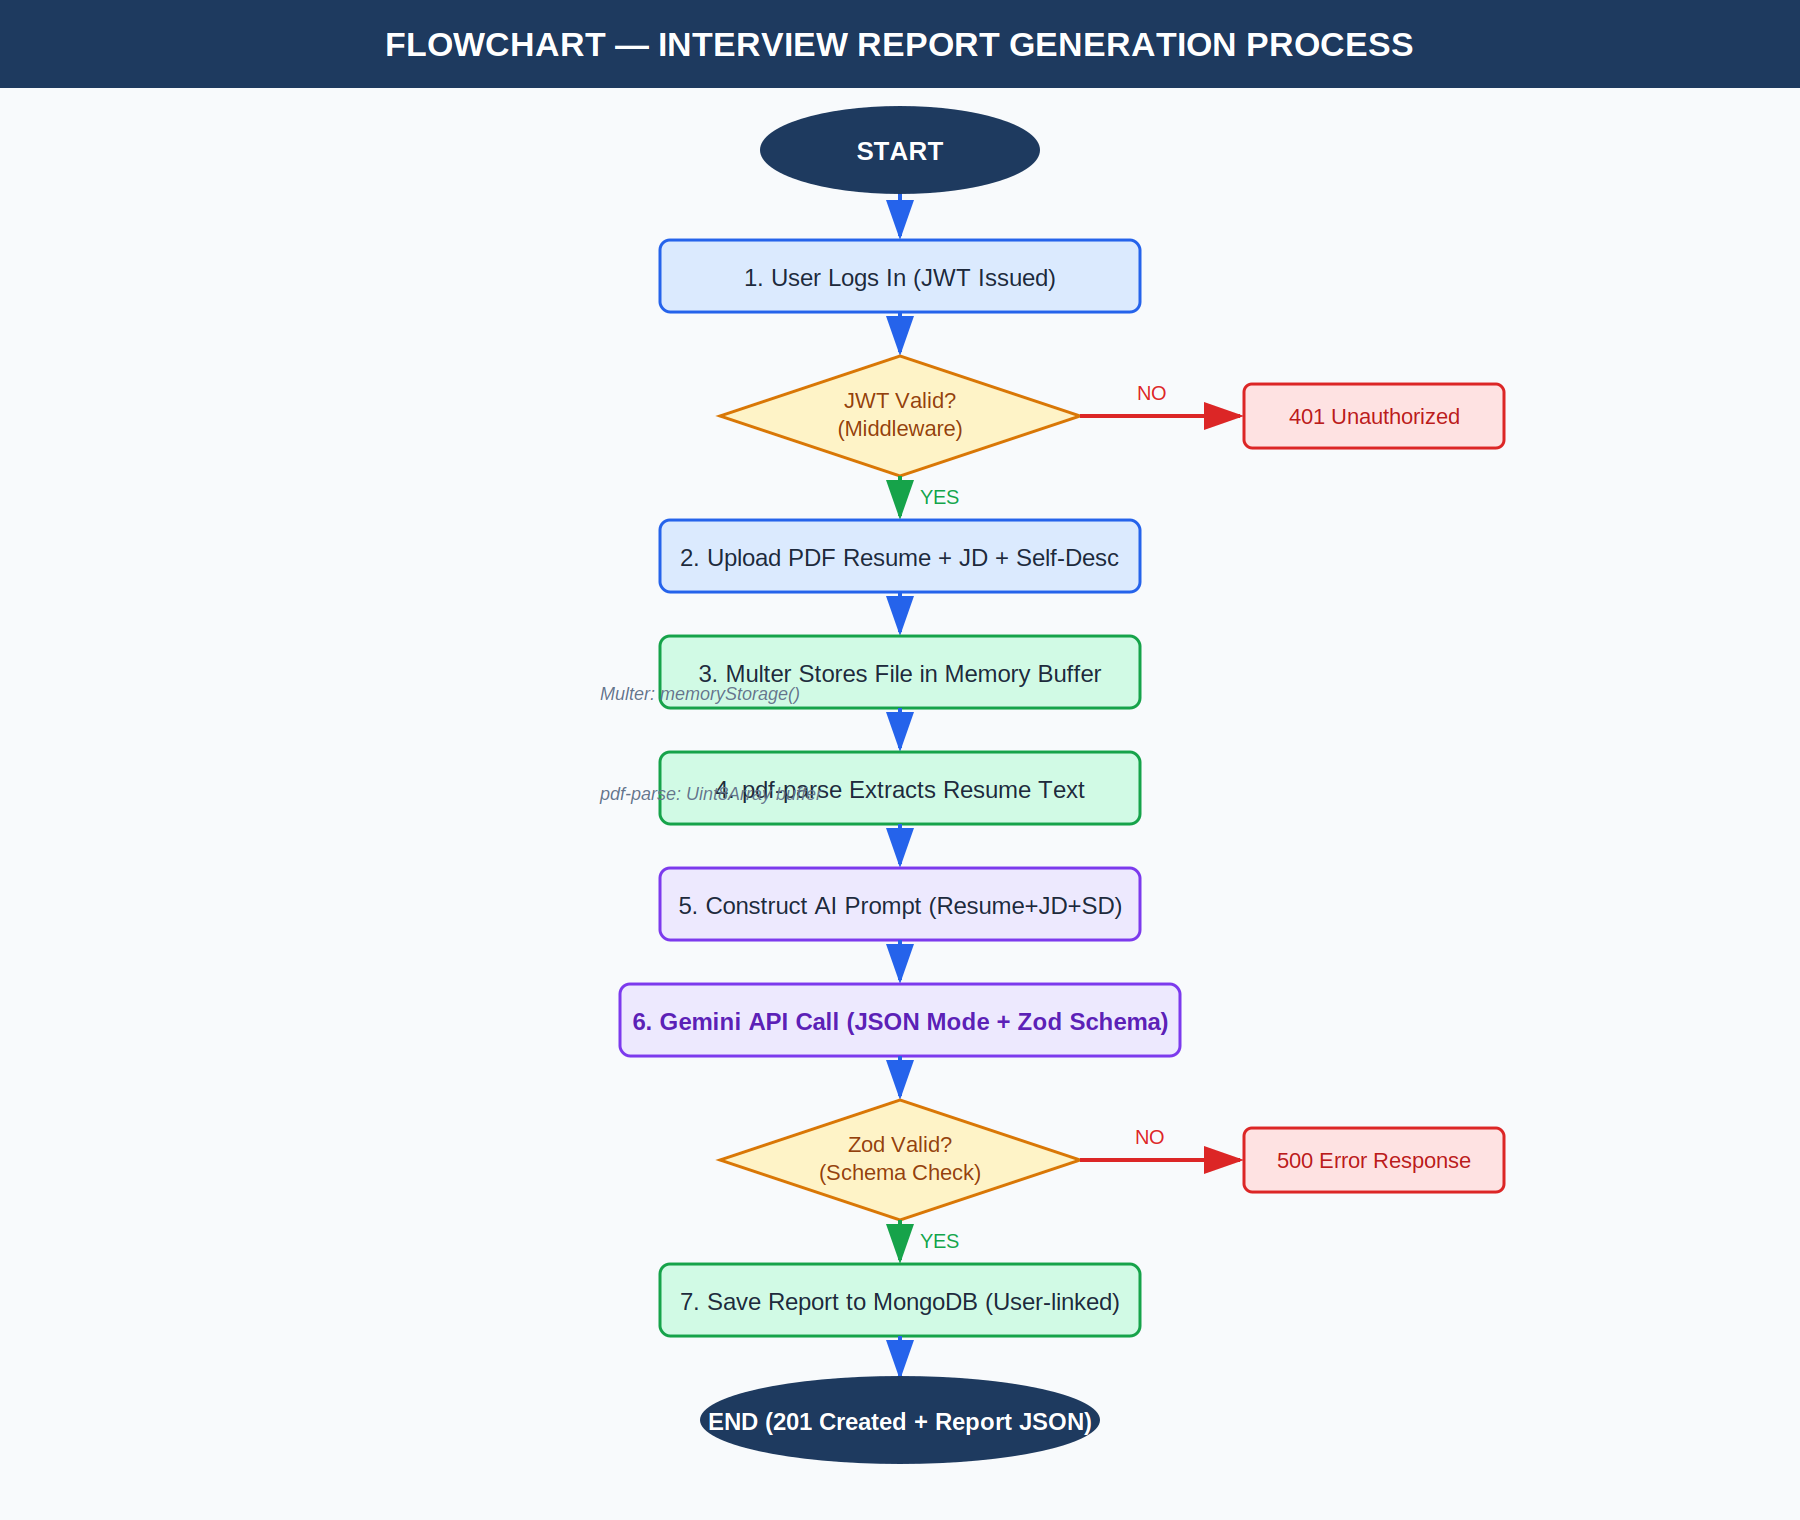 FLOWCHART — INTERVIEW REPORT GENERATION PROCESS
START
1. User Logs In (JWT Issued)
JWT Valid?
(Middleware)
NO
401 Unauthorized
YES
2. Upload PDF Resume + JD + Self-Desc
3. Multer Stores File in Memory Buffer
Multer: memoryStorage()
4. pdf-parse Extracts Resume Text
pdf-parse: Uint8Array buffer
5. Construct AI Prompt (Resume+JD+SD)
6. Gemini API Call (JSON Mode + Zod Schema)
Zod Valid?
(Schema Check)
NO
500 Error Response
YES
7. Save Report to MongoDB (User-linked)
END (201 Created + Report JSON)